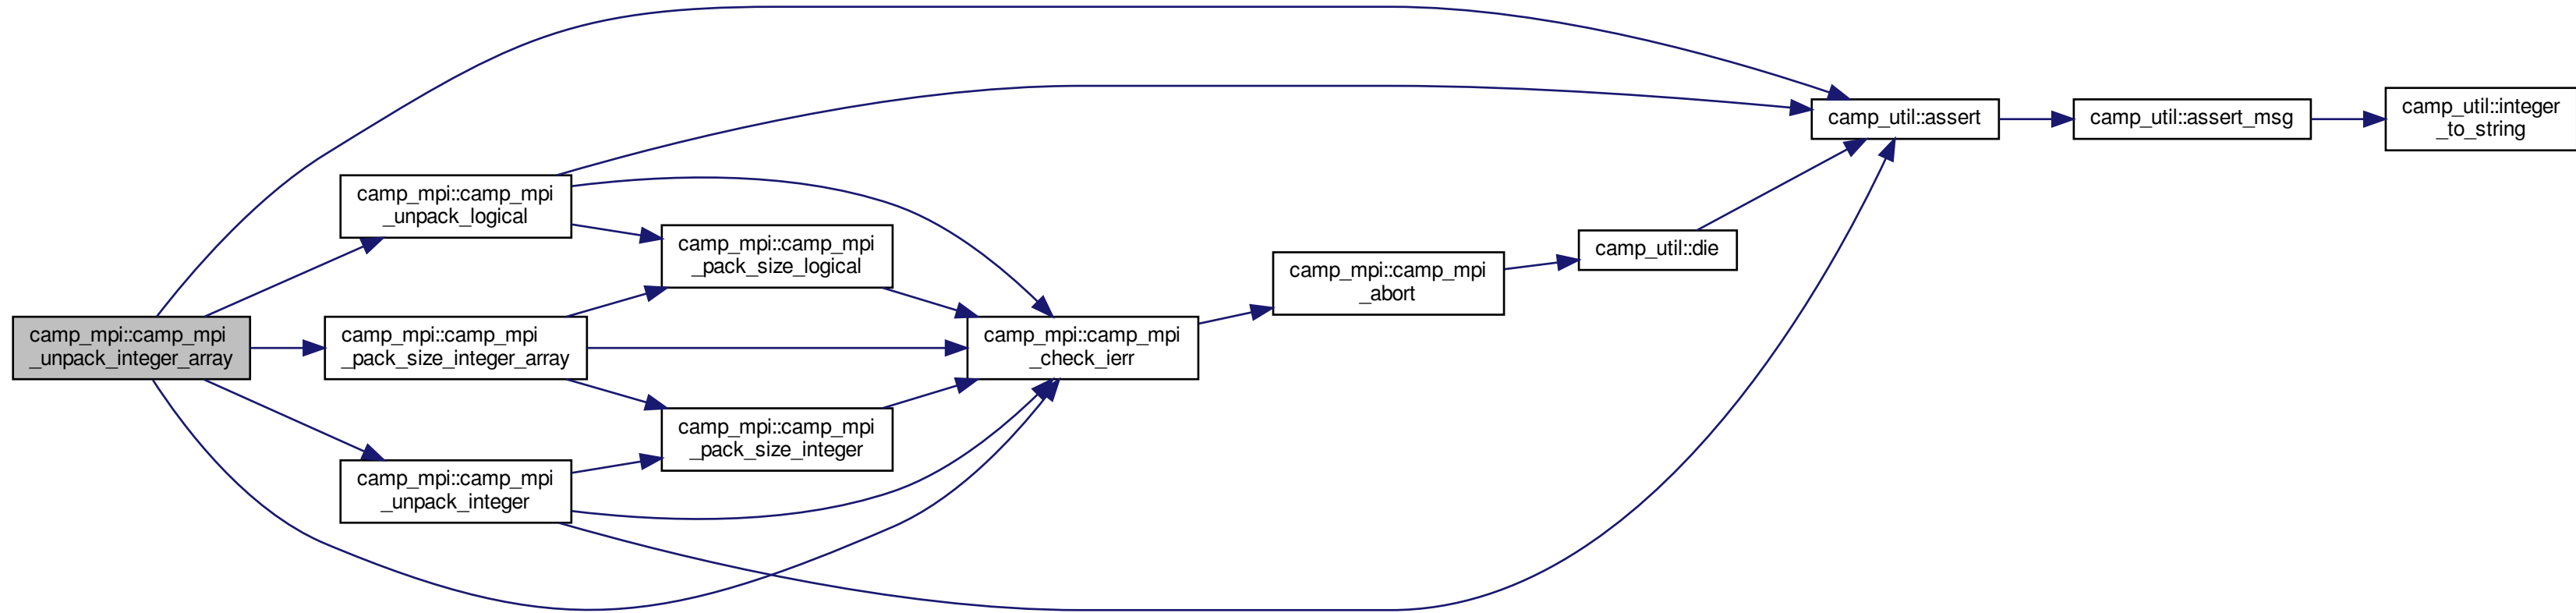 camp_mpi::camp_mpi
_unpack_integer_array
camp_mpi::camp_mpi
_unpack_logical
camp_mpi::camp_mpi
_pack_size_integer_array
camp_mpi::camp_mpi
_unpack_integer
camp_mpi::camp_mpi
_pack_size_logical
camp_mpi::camp_mpi
_pack_size_integer
camp_mpi::camp_mpi
_check_ierr
camp_mpi::camp_mpi
_abort
camp_util::die
camp_util::assert
camp_util::assert_msg
camp_util::integer
_to_string